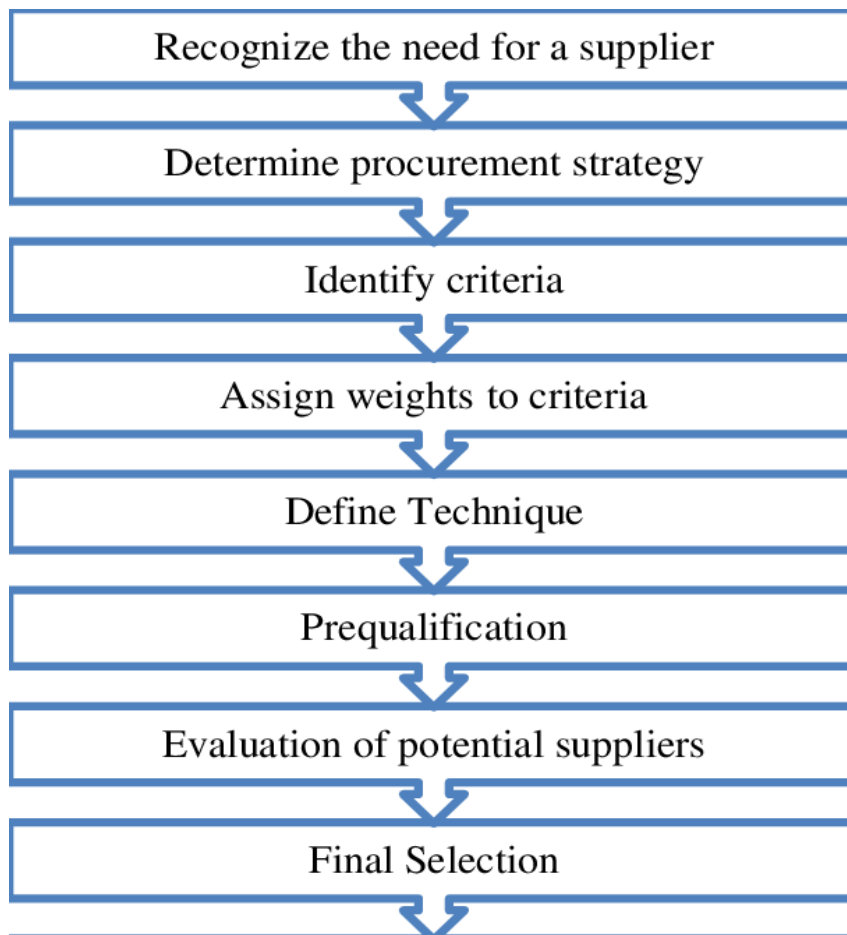 Recognize the need for a supplier
Determine procurement strategy
Identify criteria
Assign weights to criteria
Define Technique
Prequalification
Evaluation of potential suppliers
Final Selection